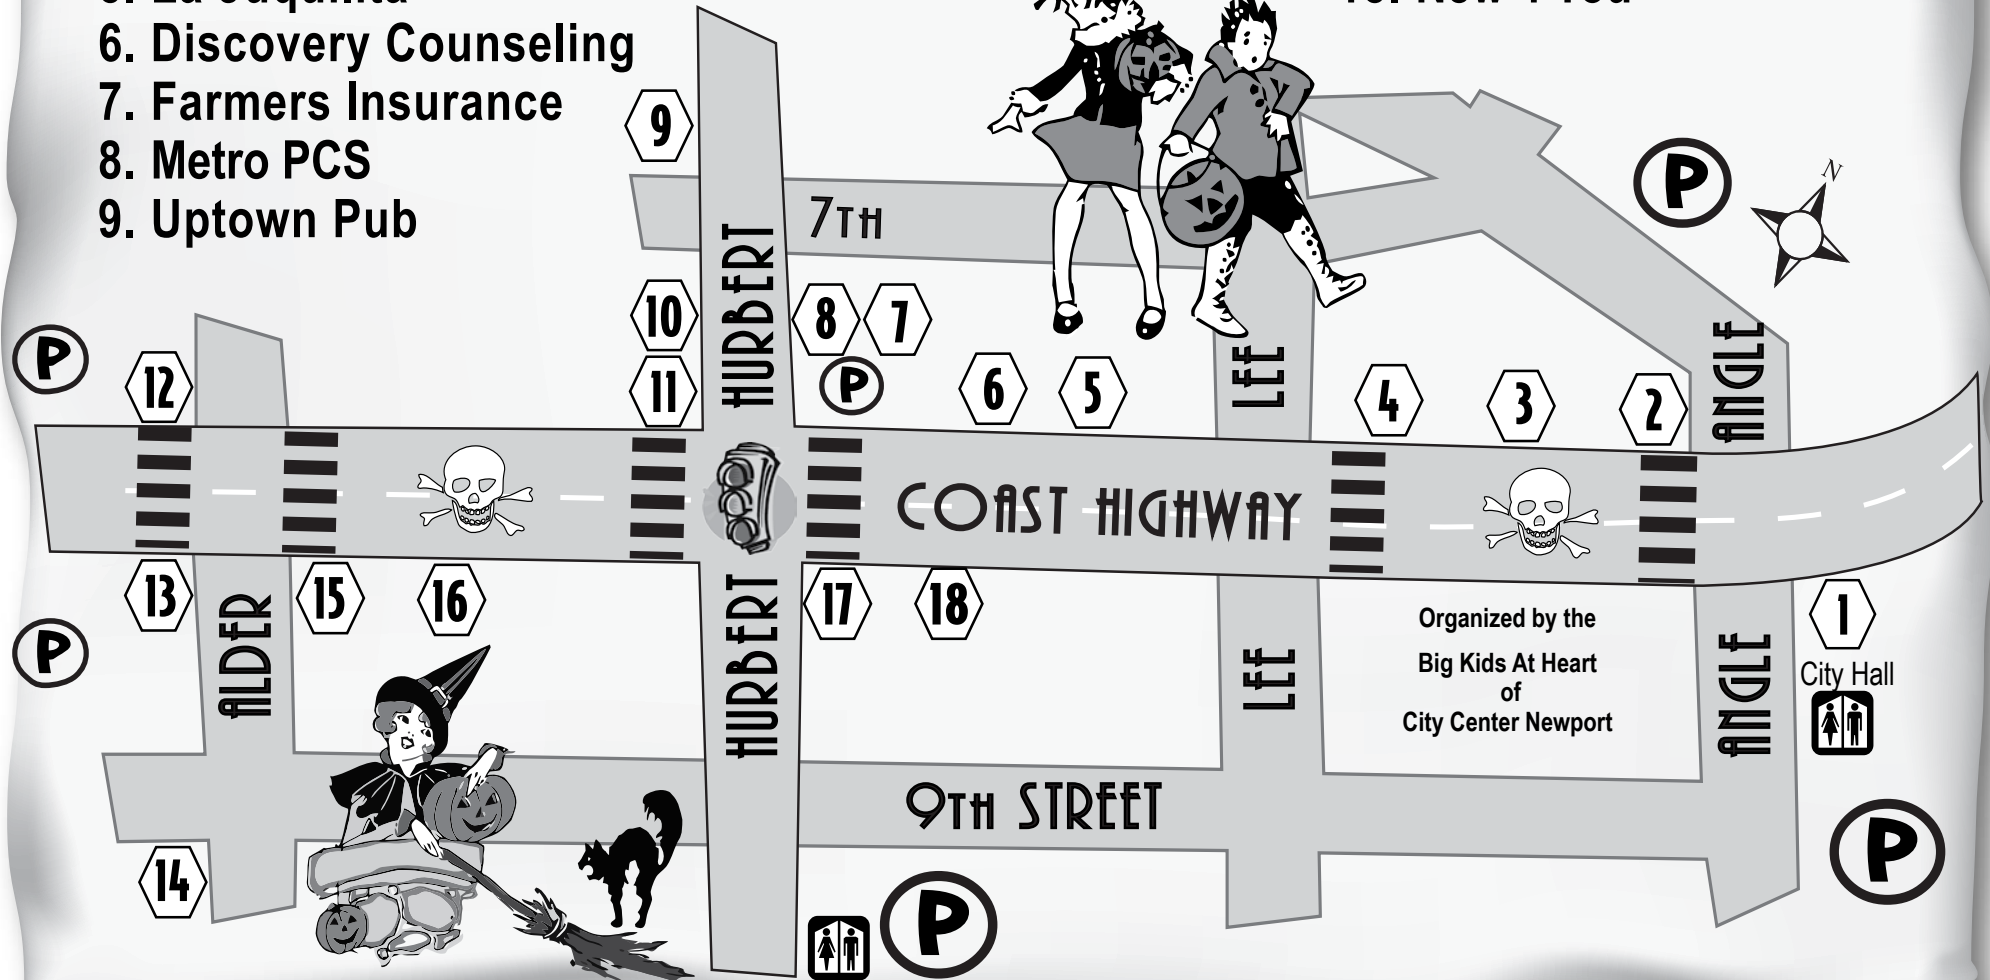 6. Discovery Counseling
7. Farmers Insurance
8. Metro PCS
9. Uptown Pub
N
P
9
7TH
HURBERT
10
8
7
P
12
11
P
6
5
LEE
4
3
2
ANGLE
COAST HIGHWAY
13
ALDER
15
16
HURBERT
17
18
LEE
Organized by the
Big Kids At Heart
of
City Center Newport
ANGLE
1
City Hall
P
9TH STREET
14
P
P